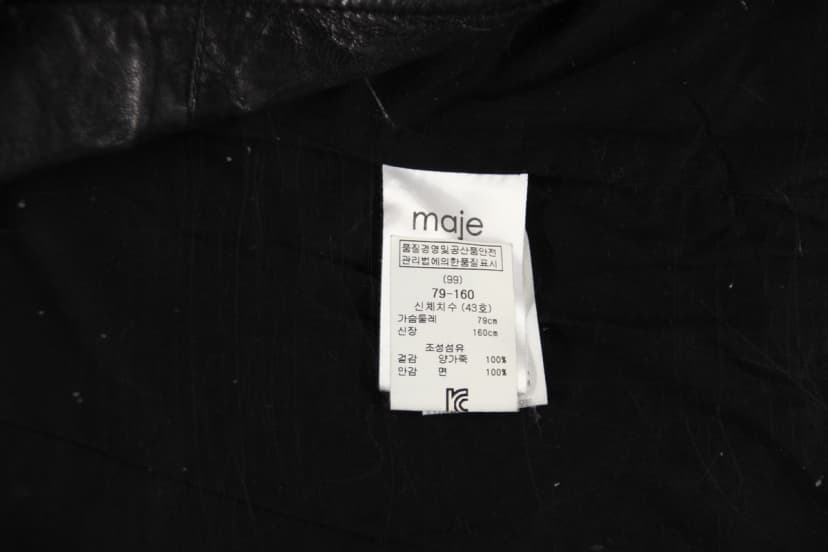 maje
품질경영및공산품안전
관리법에의한품질표시
(99)
79-160
신체치수 (43호)
가슴둘레 79cm
신장 160cm
조성섬유
겉감 양가죽 100%
안감 면 100%